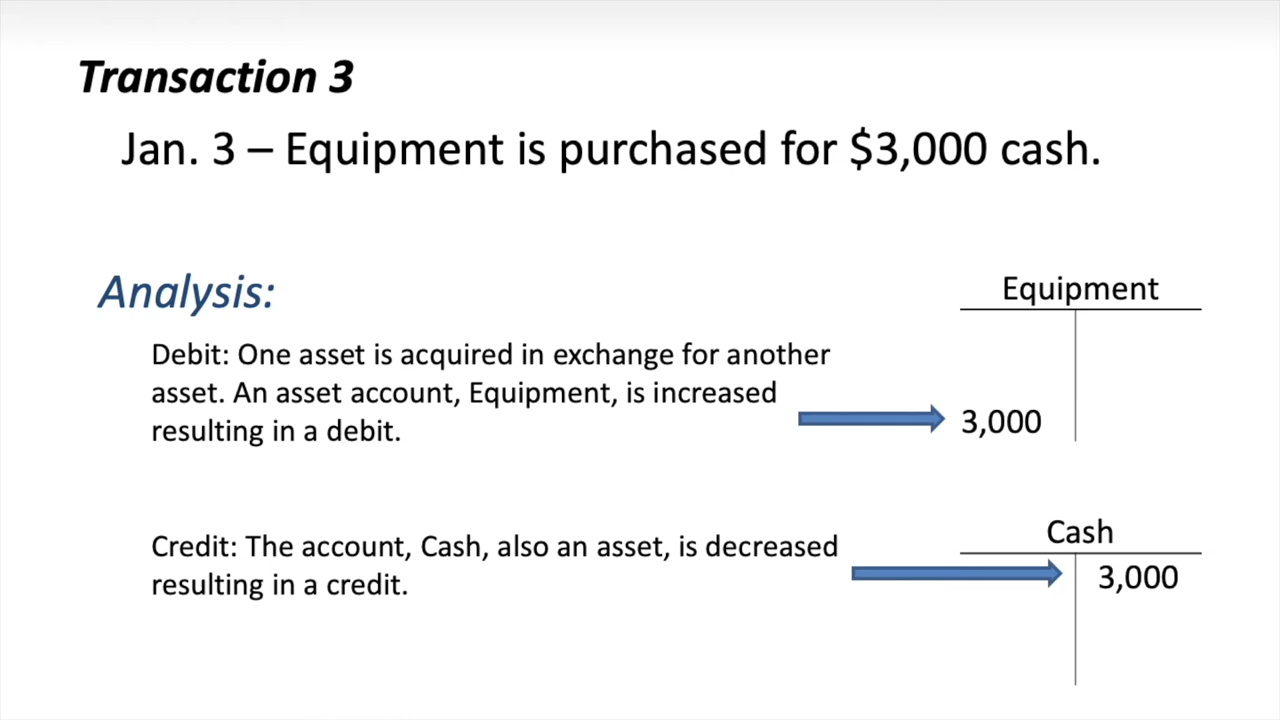 Transaction 3
Jan. 3 – Equipment is purchased for $3,000 cash.
Analysis:
Debit: One asset is acquired in exchange for another
asset. An asset account, Equipment, is increased
resulting in a debit.
Equipment
3,000
Credit: The account, Cash, also an asset, is decreased
resulting in a credit.
Cash
3,000